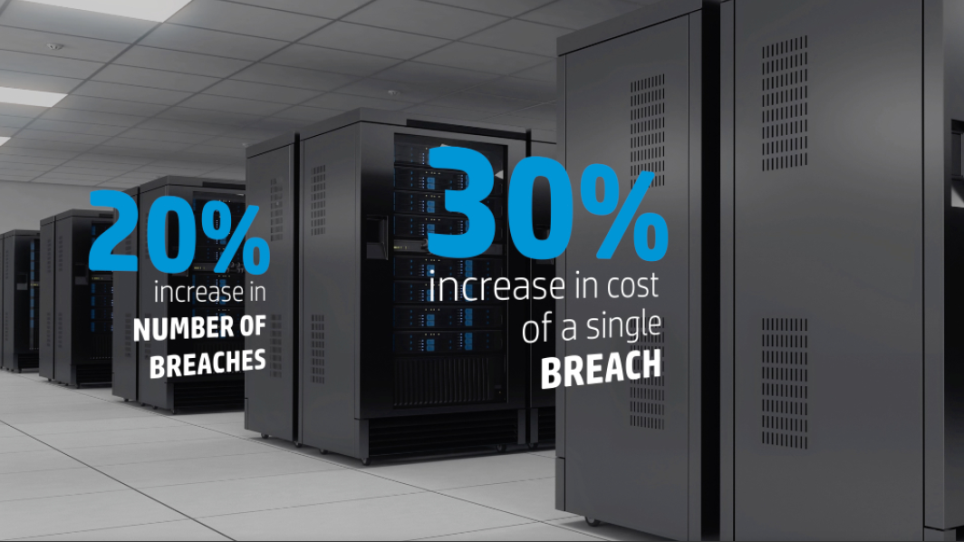 20%
increase in
NUMBER OF
BREACHES
30%
increase in cost
of a single
BREACH